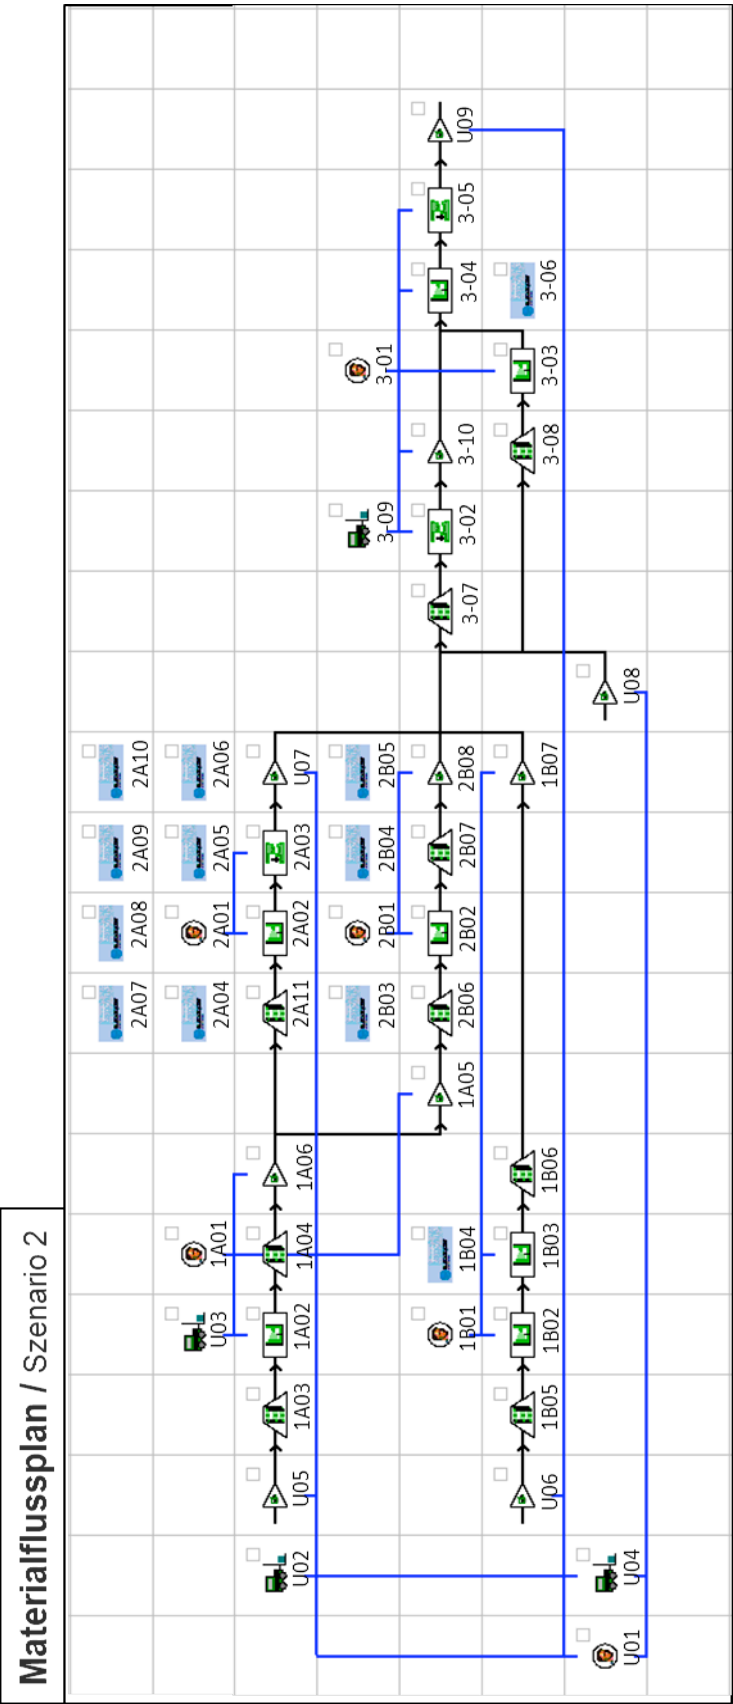 Materialflussplan / Szenario 2
2A07 2A08 2A09 2A10
U03 1A01 2A04 2A01 2A05 2A06
U02 U05 1A03 1A02 1A04 1A06 2A11 2A02 2A03 U07
2B03 2B01 2B04 2B05 3-09 3-01
1B01 1B04 1A05 2B06 2B02 2B07 2B08 3-07 3-02 3-10 3-04 3-05 U09
U06 1B05 1B02 1B03 1B06 1B07 3-08 3-03 3-06
U01 U04 U08